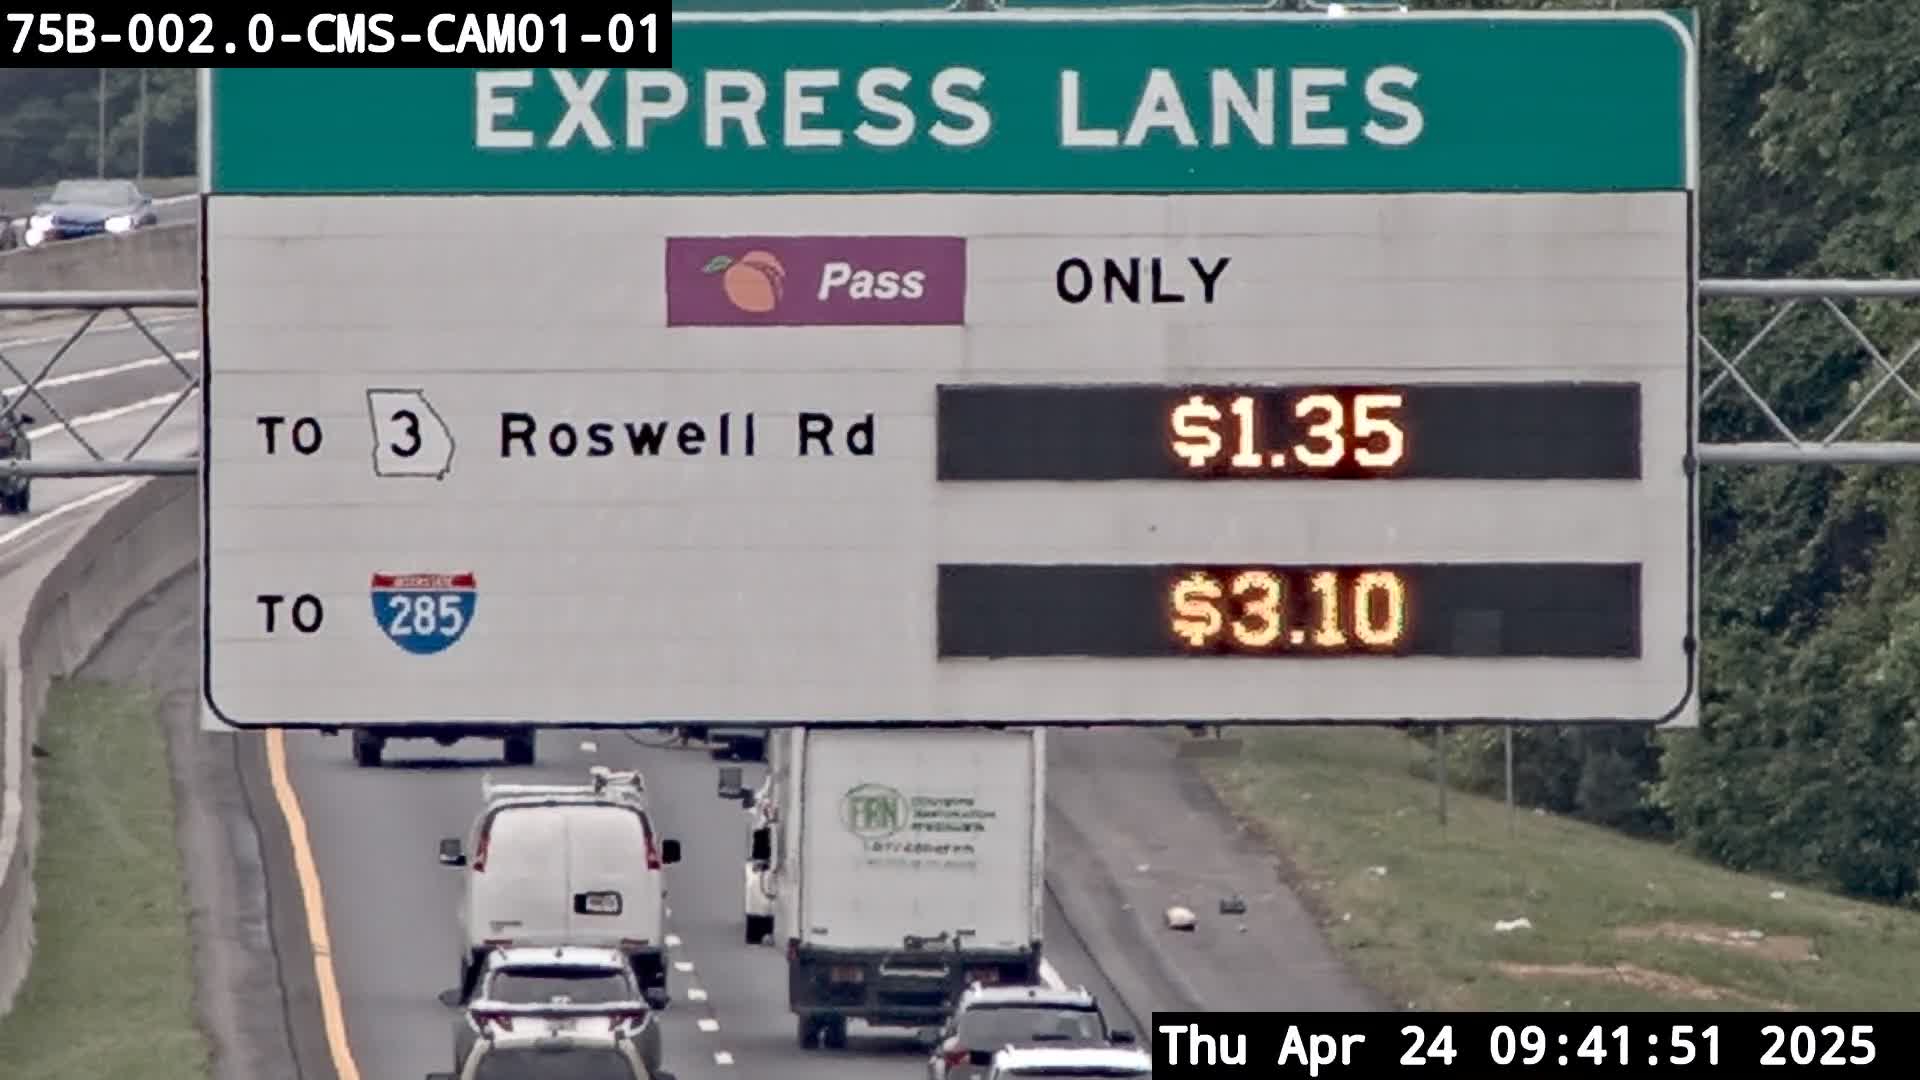 75B-002.0-CMS-CAM01-01
EXPRESS LANES
Pass ONLY
TO 3 Roswell Rd $1.35
TO 285 $3.10
Thu Apr 24 09:41:51 2025